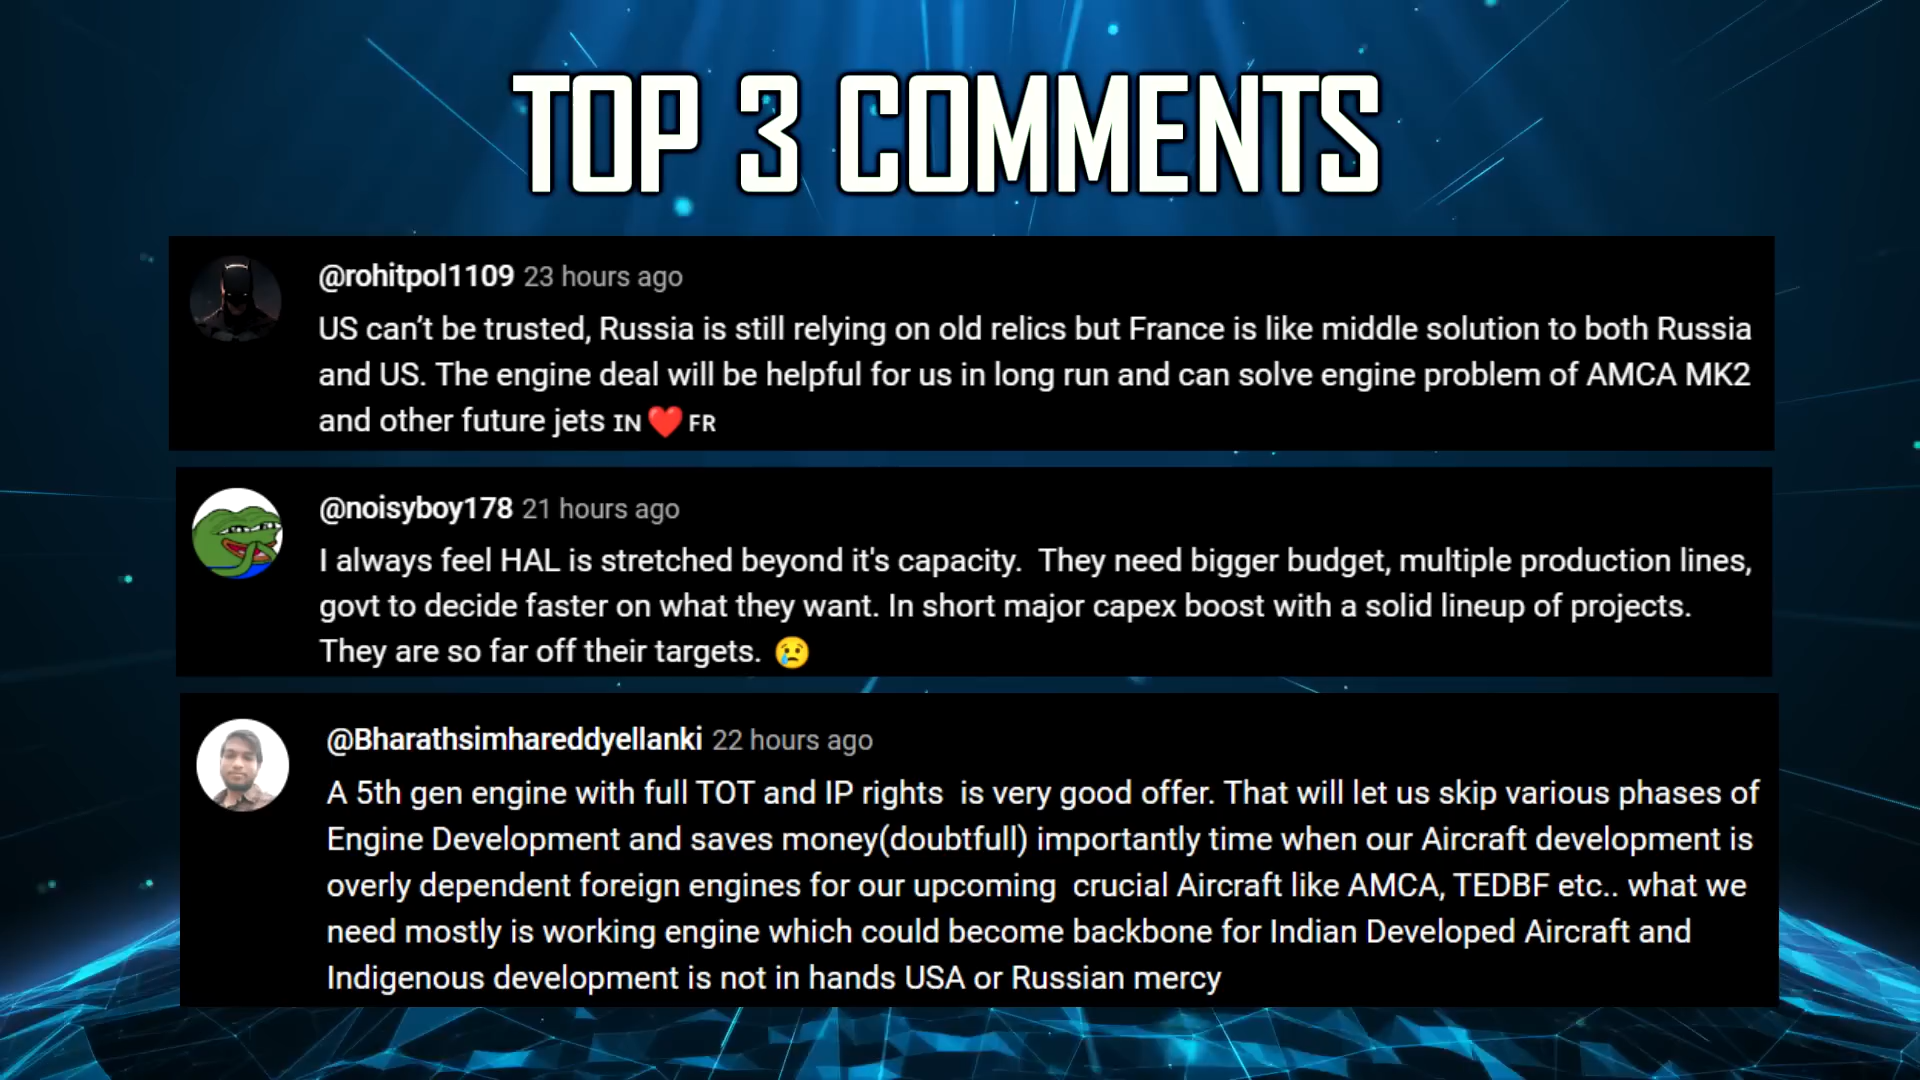 TOP 3 COMMENTS
@rohitpol1109 23 hours ago
US can’t be trusted, Russia is still relying on old relics but France is like middle solution to both Russia
and US. The engine deal will be helpful for us in long run and can solve engine problem of AMCA MK2
and other future jets IN❤️FR
@noisyboy178 21 hours ago
I always feel HAL is stretched beyond it's capacity.  They need bigger budget, multiple production lines,
govt to decide faster on what they want. In short major capex boost with a solid lineup of projects.
They are so far off their targets. 😢
@Bharathsimhareddyellanki 22 hours ago
A 5th gen engine with full TOT and IP rights  is very good offer. That will let us skip various phases of
Engine Development and saves money(doubtfull) importantly time when our Aircraft development is
overly dependent foreign engines for our upcoming  crucial Aircraft like AMCA, TEDBF etc.. what we
need mostly is working engine which could become backbone for Indian Developed Aircraft and
Indigenous development is not in hands USA or Russian mercy